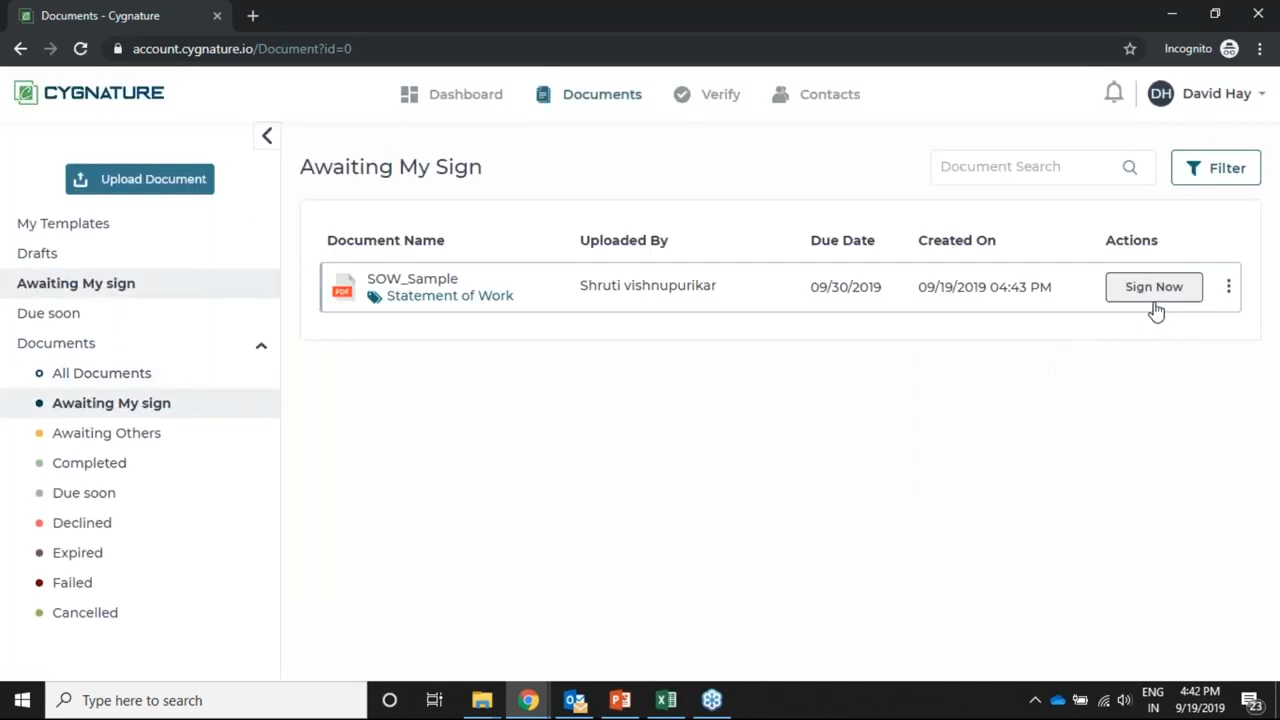 Documents - Cygnature
account.cygnature.io/Document?id=0
Incognito
CYGNATURE
Dashboard
Documents
Verify
Contacts
DH
David Hay
Upload Document
My Templates
Drafts
Awaiting My sign
Due soon
Documents
All Documents
Awaiting My sign
Awaiting Others
Completed
Due soon
Declined
Expired
Failed
Cancelled
Awaiting My Sign
Document Search
Filter
Document Name Uploaded By Due Date Created On Actions
PDF
SOW_Sample
Statement of Work
Shruti vishnupurikar
09/30/2019
09/19/2019 04:43 PM
Sign Now
Type here to search
ENG
IN
4:42 PM
9/19/2019
23